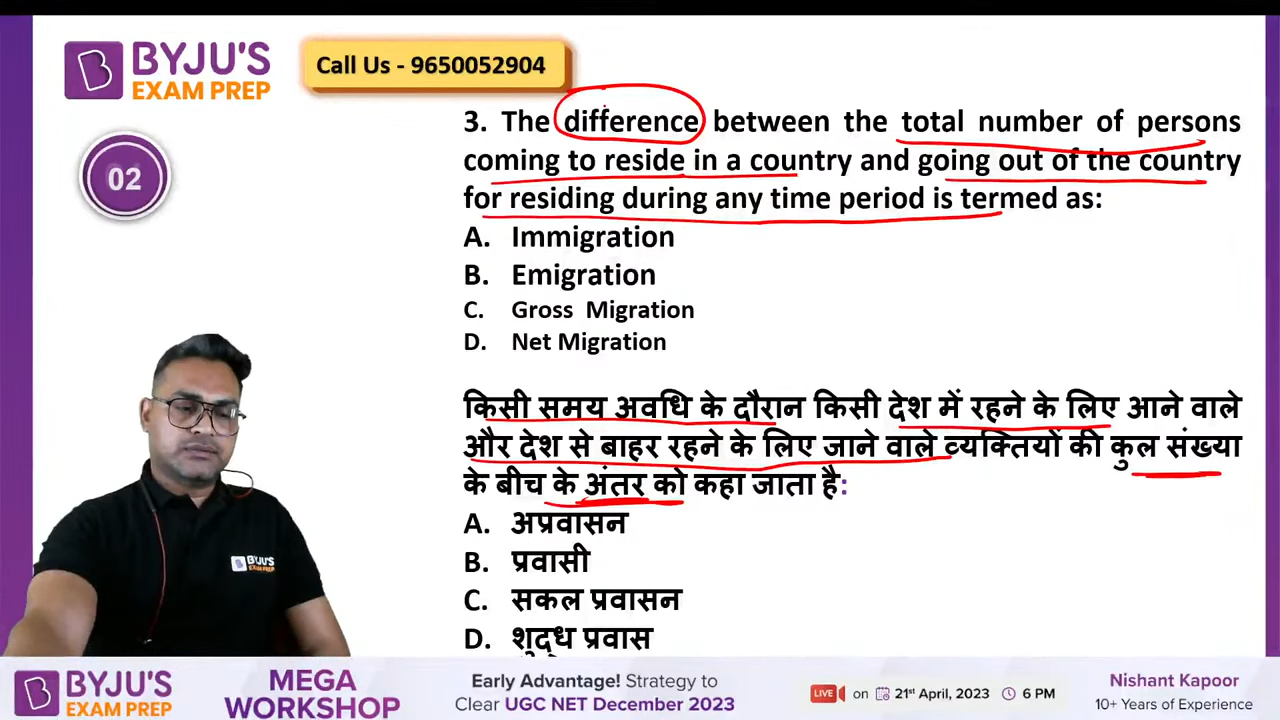 BYJU'S
EXAM PREP
Call Us - 9650052904
02
3. The difference between the total number of persons
coming to reside in a country and going out of the country
for residing during any time period is termed as:
A. Immigration
B. Emigration
C. Gross Migration
D. Net Migration
किसी समय अवधि के दौरान किसी देश में रहने के लिए आने वाले
और देश से बाहर रहने के लिए जाने वाले व्यक्तियों की कुल संख्या
के बीच के अंतर को कहा जाता है:
A. अप्रवासन
B. प्रवासी
C. सकल प्रवासन
D. शुद्ध प्रवास
BYJU'S
EXAM PREP
BYJU'S
EXAM PREP
MEGA
WORKSHOP
Early Advantage! Strategy to
Clear UGC NET December 2023
LIVE on 21st April, 2023 6 PM
Nishant Kapoor
10+ Years of Experience